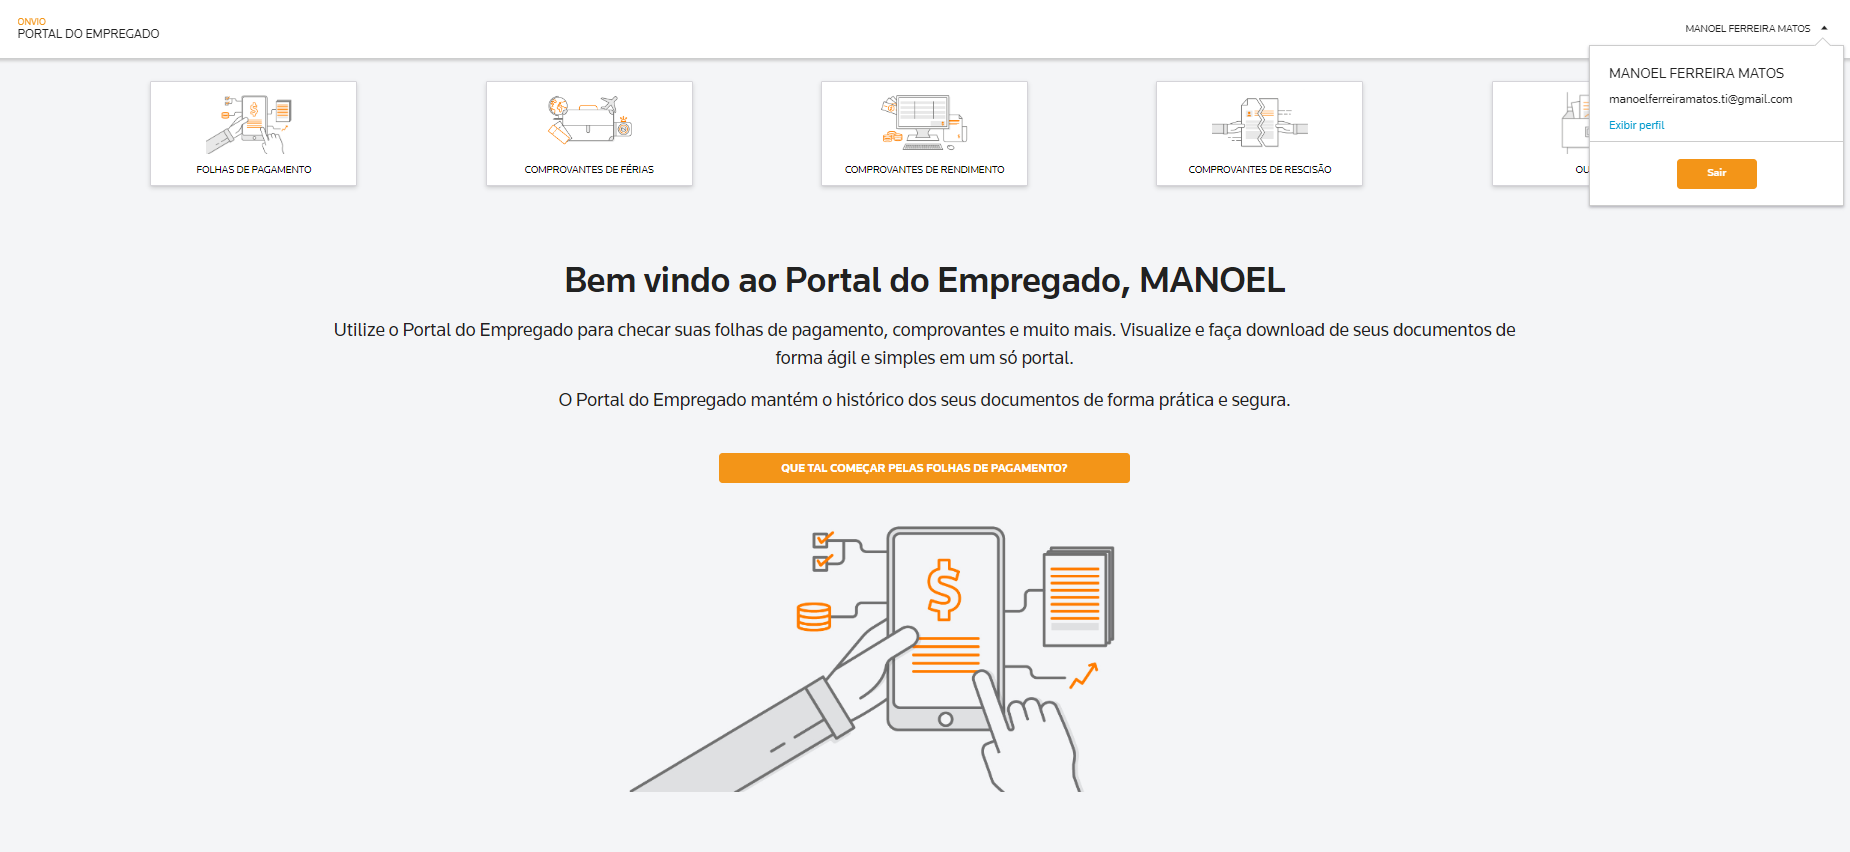 ONVIO
PORTAL DO EMPREGADO
MANOEL FERREIRA MATOS
MANOEL FERREIRA MATOS
manoelferreiramatos.ti@gmail.com
Exibir perfil
Sair
FOLHAS DE PAGAMENTO
COMPROVANTES DE FÉRIAS
COMPROVANTES DE RENDIMENTO
COMPROVANTES DE RESCISÃO
OU
Bem vindo ao Portal do Empregado, MANOEL
Utilize o Portal do Empregado para checar suas folhas de pagamento, comprovantes e muito mais. Visualize e faça download de seus documentos de
forma ágil e simples em um só portal.
O Portal do Empregado mantém o histórico dos seus documentos de forma prática e segura.
QUE TAL COMEÇAR PELAS FOLHAS DE PAGAMENTO?
$